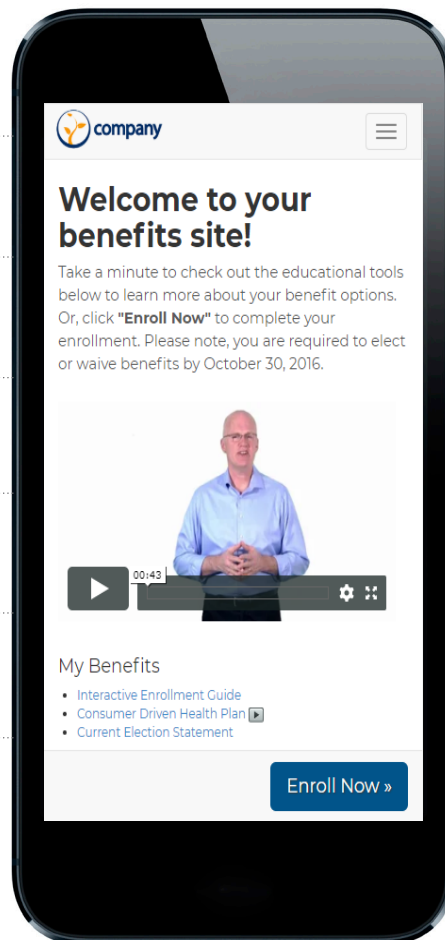 company
Welcome to your
benefits site!
Take a minute to check out the educational tools
below to learn more about your benefit options.
Or, click "Enroll Now" to complete your
enrollment. Please note, you are required to elect
or waive benefits by October 30, 2016.
00:43
My Benefits
• Interactive Enrollment Guide
• Consumer Driven Health Plan
• Current Election Statement
Enroll Now »